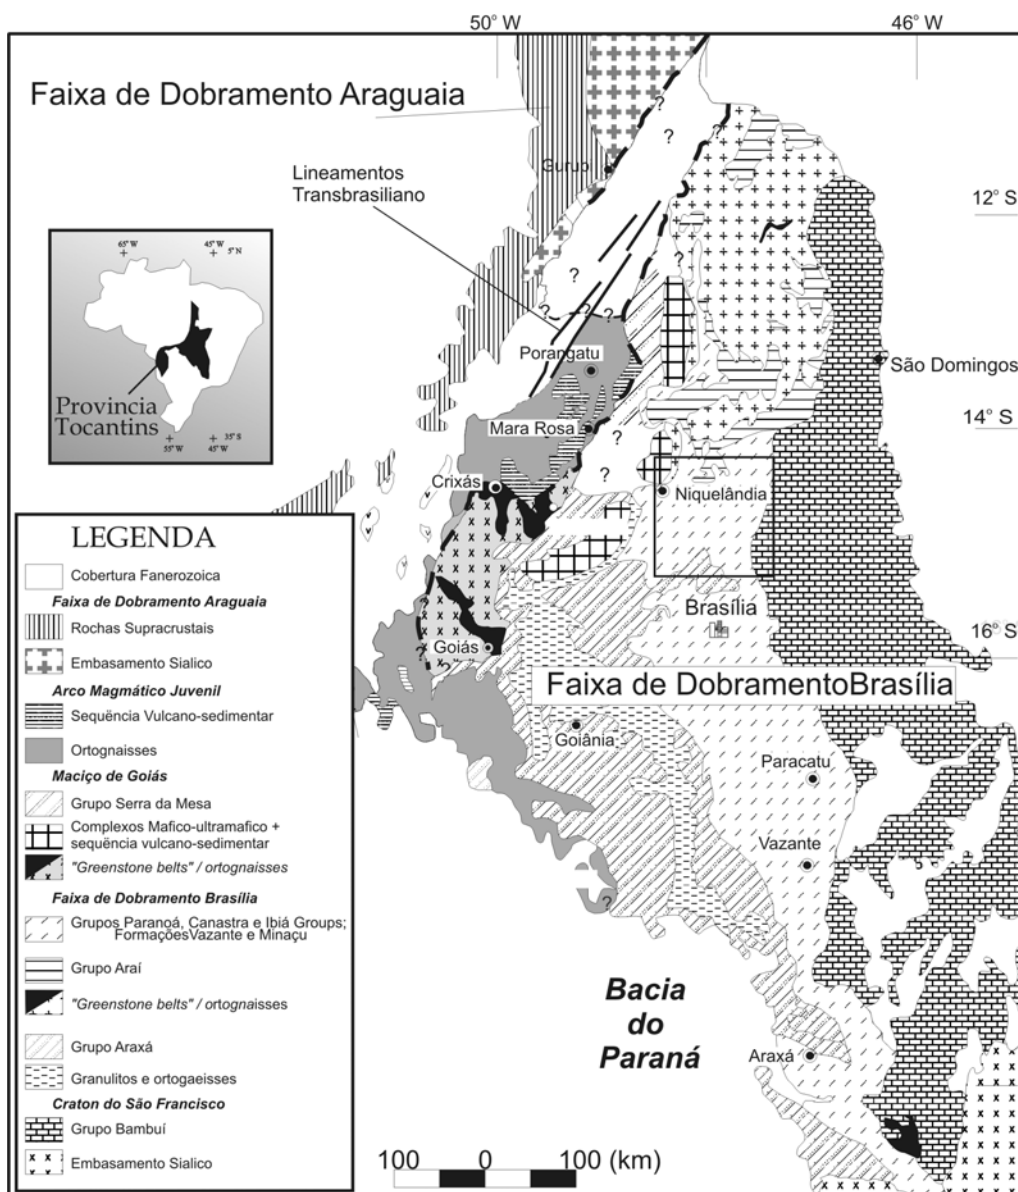 50° W
46° W
Faixa de Dobramento Araguaia
?
?
?
Gurupi
Lineamentos
Transbrasiliano
12° S
65° W
45° W
5° N
?
?
?
?
?
Porangatu
São Domingos
Provincia
Tocantins
55° W
45° W
35° S
14° S
Mara Rosa
?
?
Crixás
Niquelândia
Brasília
16° S
Goiás
?
?
Faixa de DobramentoBrasília
Goiânia
Paracatu
Vazante
?
Bacia
do
Paraná
Araxá
100 0 100 (km)
LEGENDA
Cobertura Fanerozoica
Faixa de Dobramento Araguaia
Rochas Supracrustais
Embasamento Sialico
Arco Magmático Juvenil
Seqüência Vulcano-sedimentar
Ortognaisses
Maciço de Goiás
Grupo Serra da Mesa
Complexos Mafico-ultramafico +
seqüência vulcano-sedimentar
"Greenstone belts" / ortognaisses
Faixa de Dobramento Brasília
Grupos Paranoá, Canastra e Ibiá Groups;
FormaçõesVazante e Minaçu
Grupo Araí
"Greenstone belts" / ortognaisses
Grupo Araxá
Granulitos e ortogaeisses
Craton do São Francisco
Grupo Bambuí
Embasamento Sialico